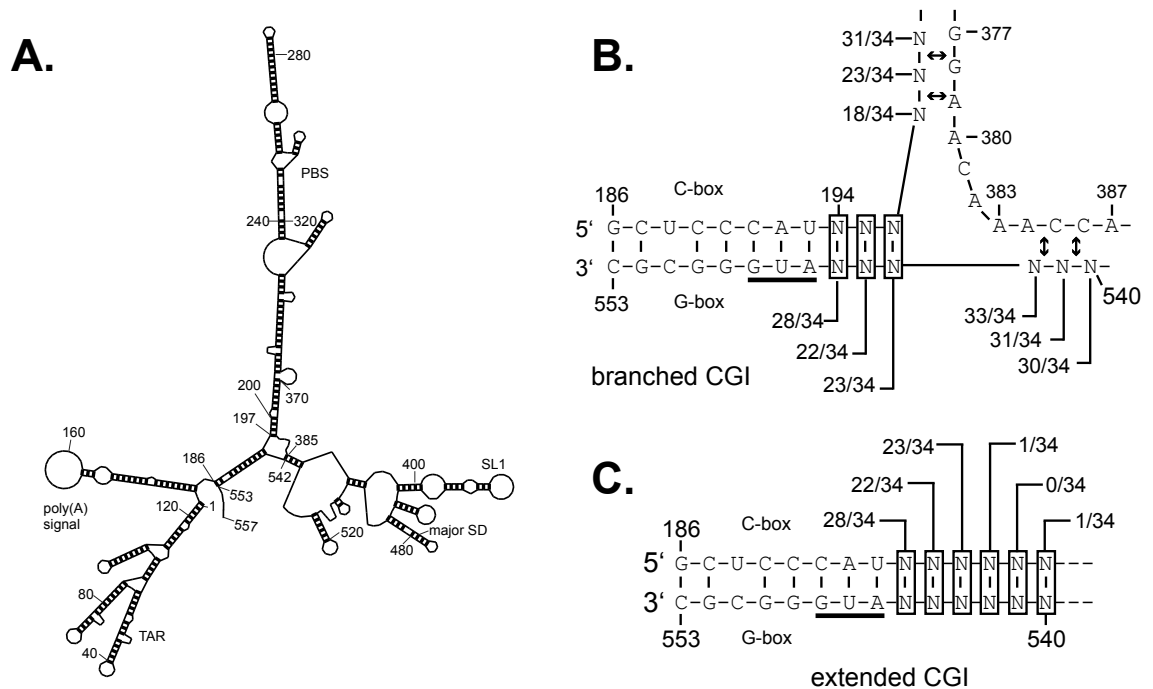 A.
280
PBS
240
320
200
370
197
385
160
186
542
400
SL1
553
120
1
557
poly(A)
signal
520
480
major SD
80
TAR
40
B.
31/34
N
G
377
23/34
N
G
18/34
N
A
A
380
C
A
186
C-box
194
383
387
5‘ G C U C C C A U N N N
A A C C A
3‘ C G C G G G U A N N N
N N N
553
G-box
540
28/34
33/34
22/34
31/34
23/34
30/34
branched CGI
C.
23/34
1/34
22/34
0/34
28/34
1/34
186
C-box
5‘ G C U C C C A U N N N N N N
3‘ C G C G G G U A N N N N N N
553
G-box
540
extended CGI